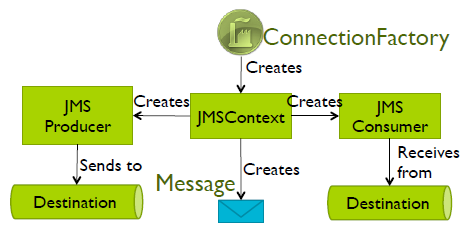 ConnectionFactory
Creates
JMS
Producer
Creates
JMSContext
Creates
JMS
Consumer
Sends to
Creates
Receives
from
Message
Destination
Destination